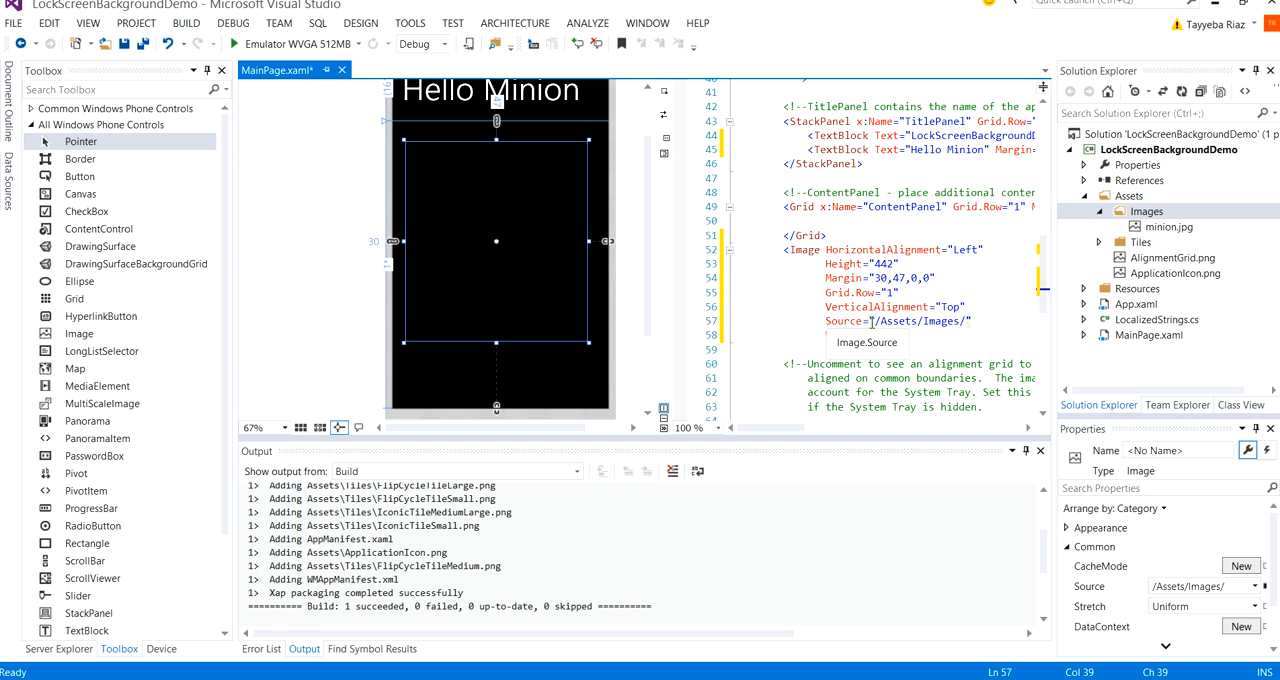 LockScreenBackgroundDemo - Microsoft Visual Studio
Quick Launch (Ctrl+Q)
FILE EDIT VIEW PROJECT BUILD DEBUG TEAM SQL DESIGN TOOLS TEST ARCHITECTURE ANALYZE WINDOW HELP
Tayyeba Riaz TR
Emulator WVGA 512MB Debug
Document Outline
Data Sources
Toolbox
Search Toolbox
Common Windows Phone Controls
All Windows Phone Controls
Pointer
Border
Button
Canvas
CheckBox
ContentControl
DrawingSurface
DrawingSurfaceBackgroundGrid
Ellipse
Grid
HyperlinkButton
Image
LongListSelector
Map
MediaElement
MultiScaleImage
Panorama
PanoramaItem
PasswordBox
Pivot
PivotItem
ProgressBar
RadioButton
Rectangle
ScrollBar
ScrollViewer
Slider
StackPanel
TextBlock
Server Explorer Toolbox Device
MainPage.xaml*
Hello Minion
47
30
67%
41
42 <!--TitlePanel contains the name of the ap
43 <StackPanel x:Name="TitlePanel" Grid.Row="
44 <TextBlock Text="LockScreenBackgroundD
45 <TextBlock Text="Hello Minion" Margin=
46 </StackPanel>
47
48 <!--ContentPanel - place additional conten
49 <Grid x:Name="ContentPanel" Grid.Row="1" M
50
51 </Grid>
52 <Image HorizontalAlignment="Left"
53 Height="442"
54 Margin="30,47,0,0"
55 Grid.Row="1"
56 VerticalAlignment="Top"
57 Source="/Assets/Images/"
58
Image.Source
59
60 <!--Uncomment to see an alignment grid to
61 aligned on common boundaries. The ima
62 account for the System Tray. Set this
63 if the System Tray is hidden.
100 %
Output
Show output from: Build
1> Adding Assets\Tiles\FlipCycleTileLarge.png
1> Adding Assets\Tiles\FlipCycleTileSmall.png
1> Adding Assets\Tiles\IconicTileMediumLarge.png
1> Adding Assets\Tiles\IconicTileSmall.png
1> Adding AppManifest.xaml
1> Adding Assets\ApplicationIcon.png
1> Adding Assets\Tiles\FlipCycleTileMedium.png
1> Adding WMAppManifest.xml
1> Xap packaging completed successfully
========== Build: 1 succeeded, 0 failed, 0 up-to-date, 0 skipped ==========
Error List Output Find Symbol Results
Solution Explorer
Search Solution Explorer (Ctrl+;)
Solution 'LockScreenBackgroundDemo' (1 p
LockScreenBackgroundDemo
Properties
References
Assets
Images
minion.jpg
Tiles
AlignmentGrid.png
ApplicationIcon.png
Resources
App.xaml
LocalizedStrings.cs
MainPage.xaml
Solution Explorer Team Explorer Class View
Properties
Name <No Name>
Type Image
Search Properties
Arrange by: Category
Appearance
Common
CacheMode New
Source /Assets/Images/
Stretch Uniform
DataContext New
Ready Ln 57 Col 39 Ch 39 INS